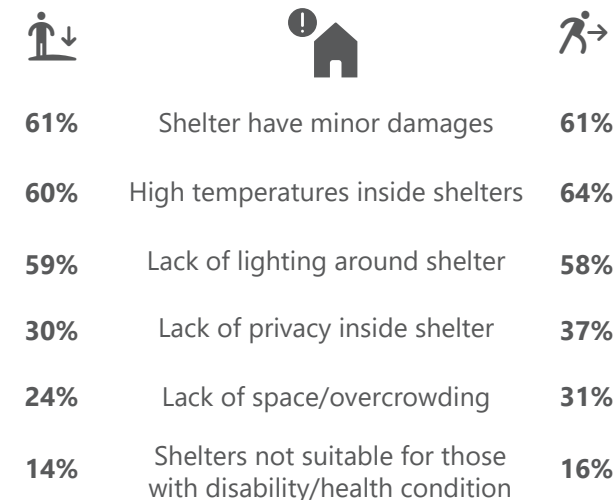 !
61% Shelter have minor damages 61%
60% High temperatures inside shelters 64%
59% Lack of lighting around shelter 58%
30% Lack of privacy inside shelter 37%
24% Lack of space/overcrowding 31%
14% Shelters not suitable for those 16%
with disability/health condition